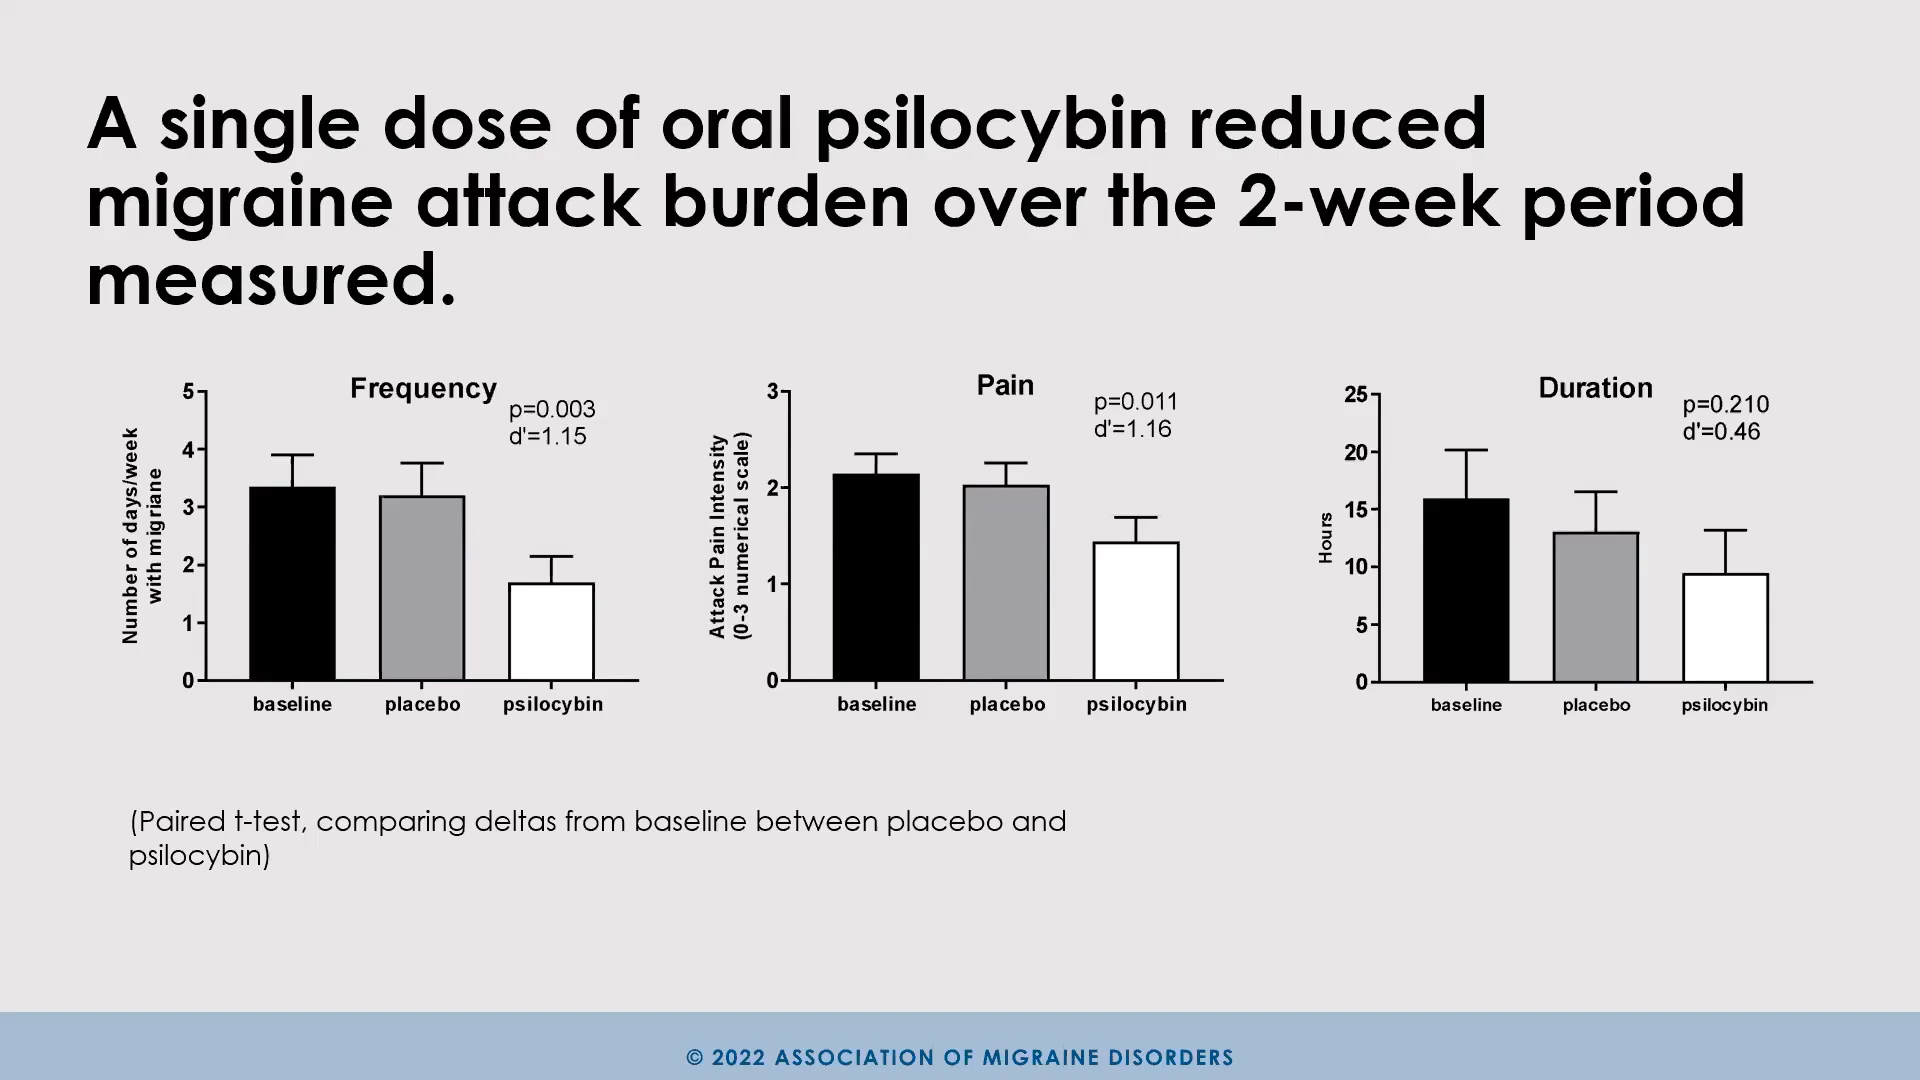 A single dose of oral psilocybin reduced
migraine attack burden over the 2-week period
measured.
Frequency
p=0.003
d'=1.15
Number of days/week
with migriane
5
4
3
2
1
0
baseline placebo psilocybin
Pain
p=0.011
d'=1.16
Attack Pain Intensity
(0-3 numerical scale)
3
2
1
0
baseline placebo psilocybin
Duration
p=0.210
d'=0.46
Hours
25
20
15
10
5
0
baseline placebo psilocybin
(Paired t-test, comparing deltas from baseline between placebo and
psilocybin)
© 2022 ASSOCIATION OF MIGRAINE DISORDERS